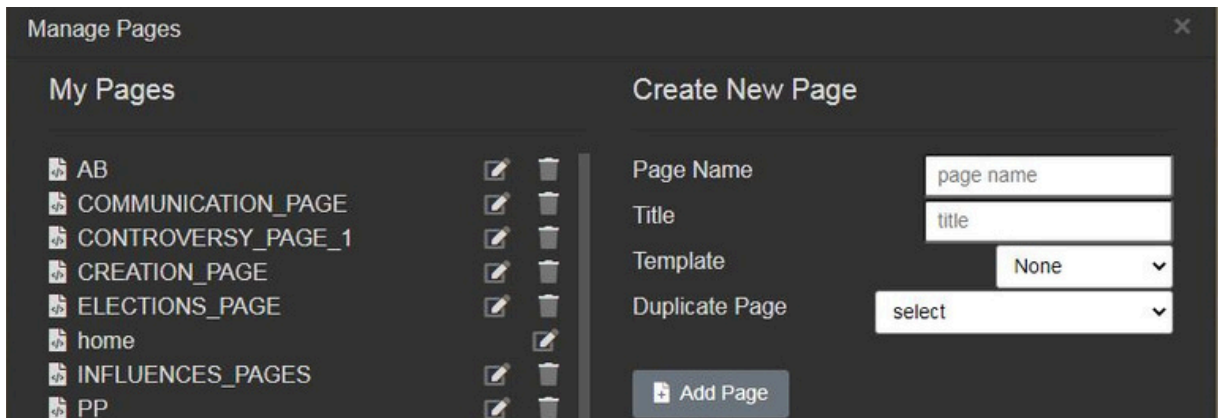 Manage Pages
My Pages
AB
COMMUNICATION_PAGE
CONTROVERSY_PAGE_1
CREATION_PAGE
ELECTIONS_PAGE
home
INFLUENCES_PAGES
PP
Create New Page
Page Name
page name
Title
title
Template
None
Duplicate Page
select
Add Page